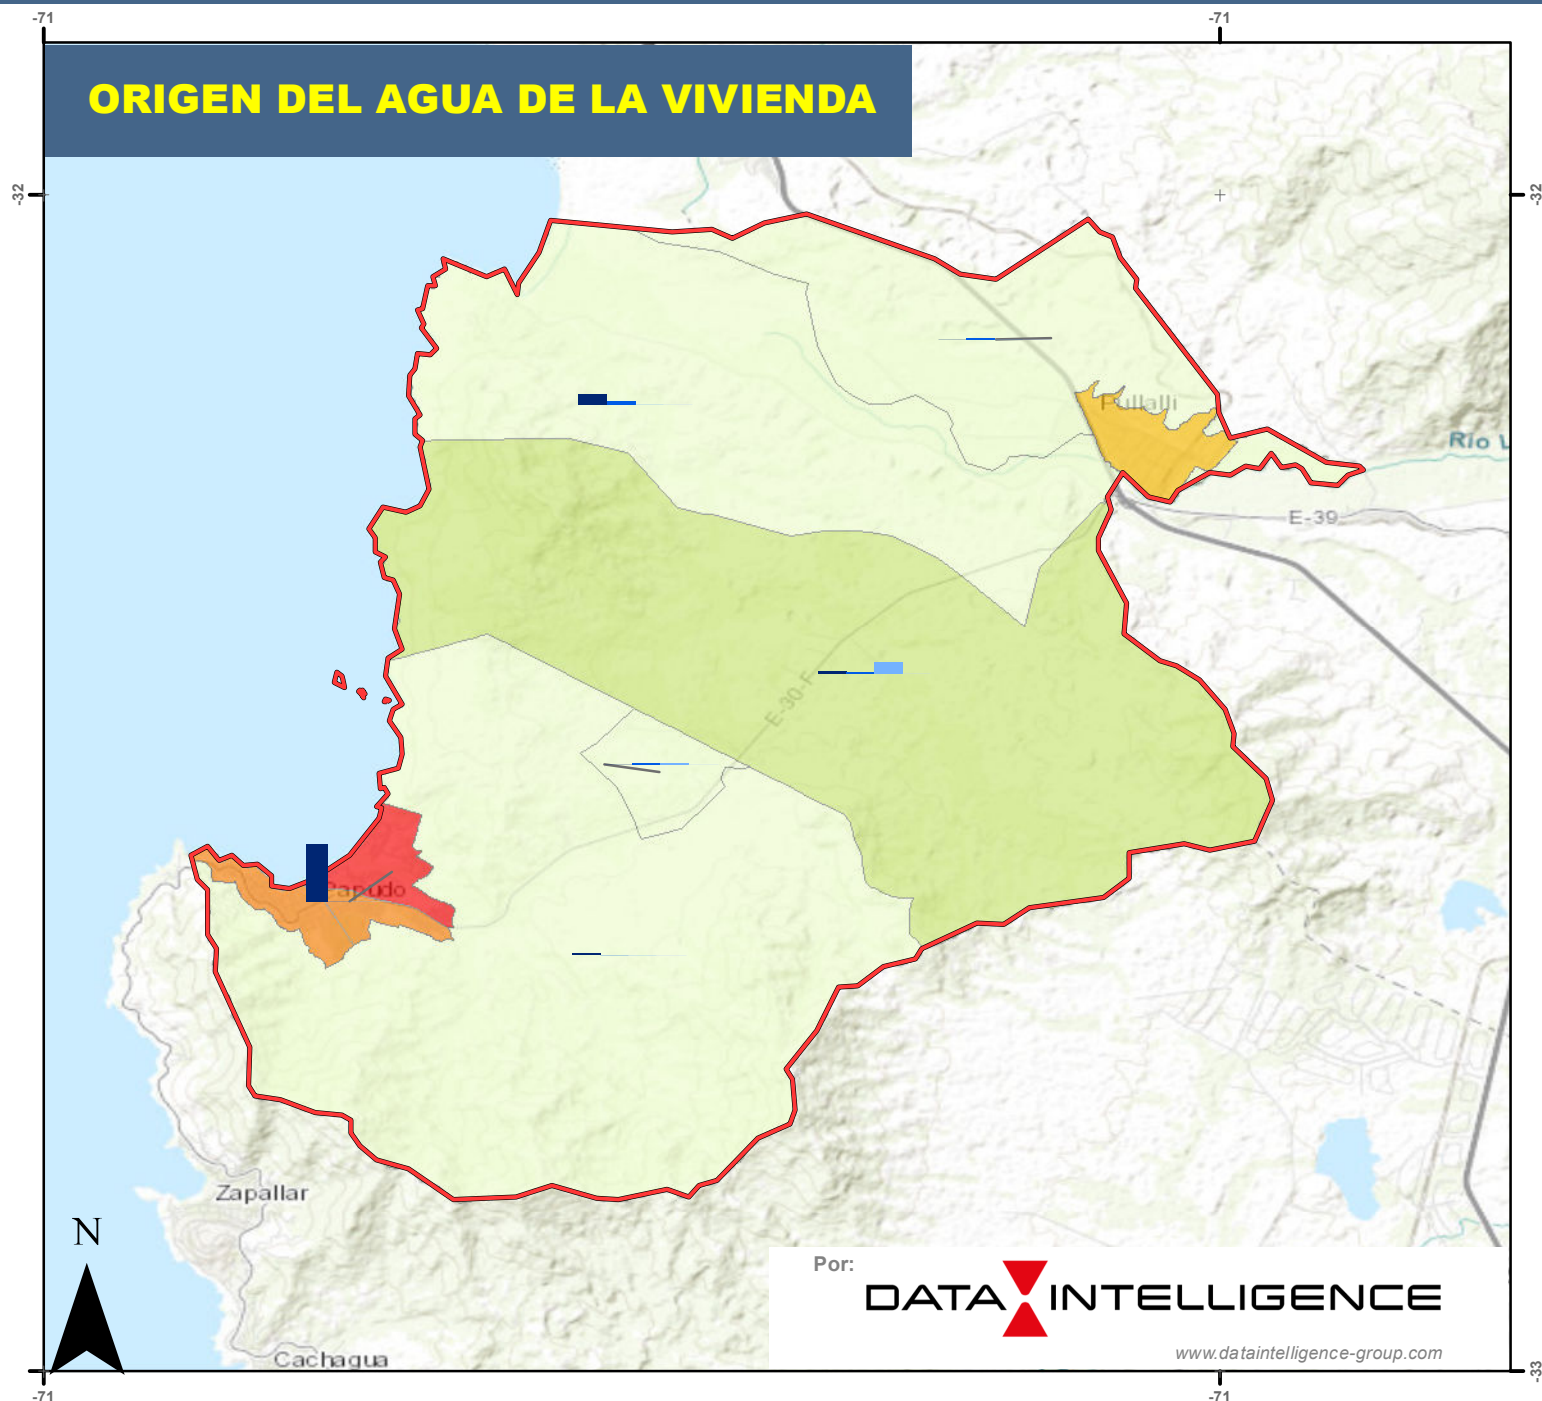 -71
-71
ORIGEN DEL AGUA DE LA VIVIENDA
-32
-32
Pullalli
Río L
E-39
E-30-F
Papudo
Zapallar
N
Por:
DATA INTELLIGENCE
www.dataintelligence-group.com
Cachagua
-33
-71
-71